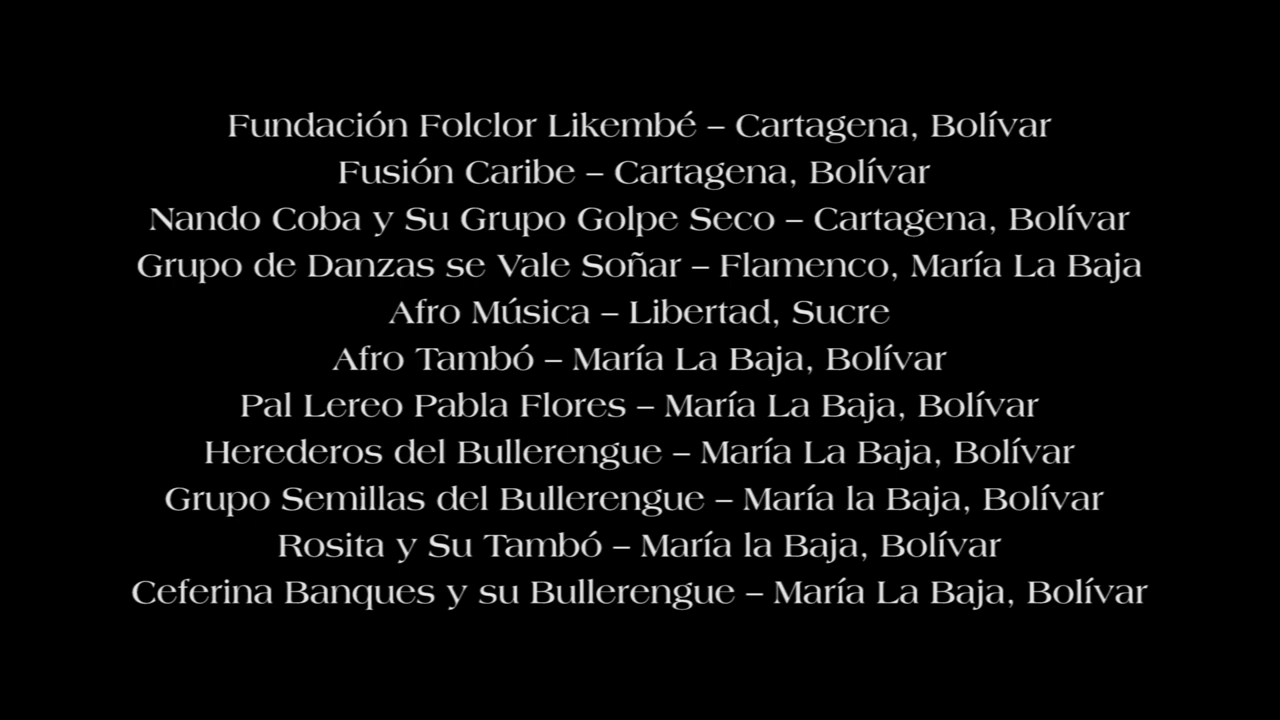 Fundación Folclor Likembé – Cartagena, Bolívar
Fusión Caribe – Cartagena, Bolívar
Nando Coba y Su Grupo Golpe Seco – Cartagena, Bolívar
Grupo de Danzas se Vale Soñar – Flamenco, María La Baja
Afro Música – Libertad, Sucre
Afro Tambó – María La Baja, Bolívar
Pal Lereo Pabla Flores – María La Baja, Bolívar
Herederos del Bullerengue – María La Baja, Bolívar
Grupo Semillas del Bullerengue – María la Baja, Bolívar
Rosita y Su Tambó – María la Baja, Bolívar
Ceferina Banques y su Bullerengue – María La Baja, Bolívar